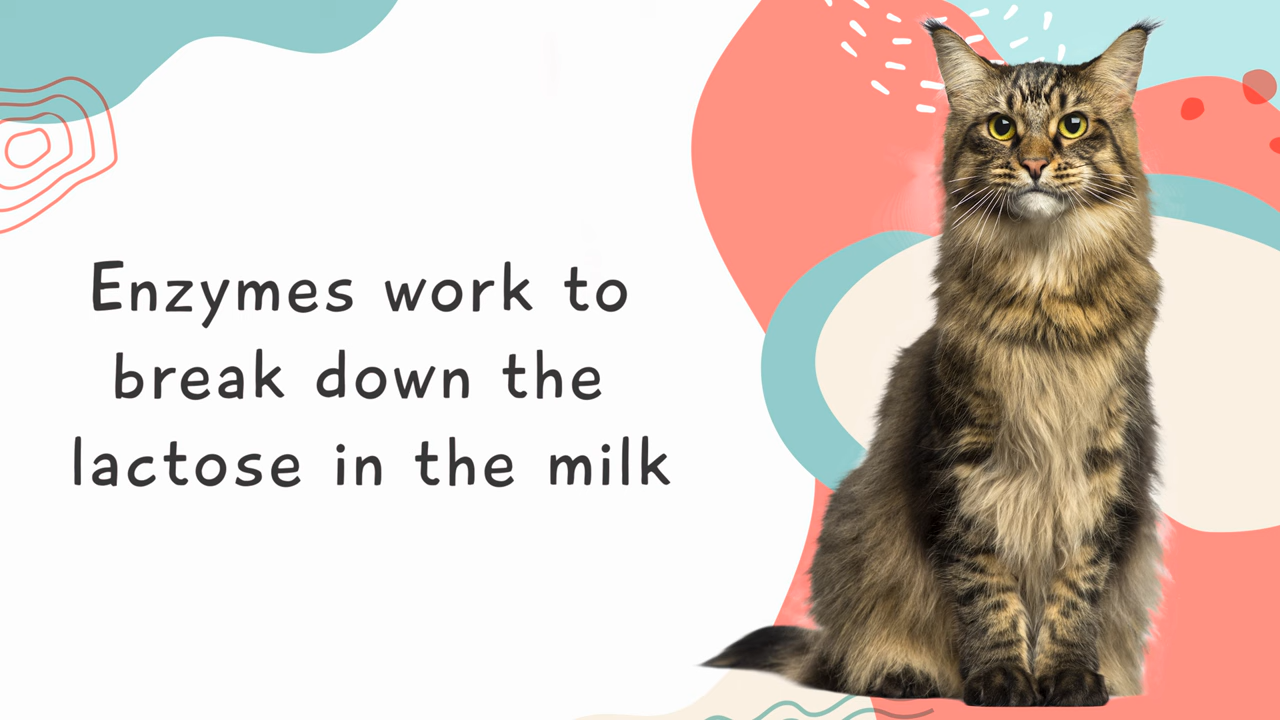 Enzymes work to
break down the
lactose in the milk